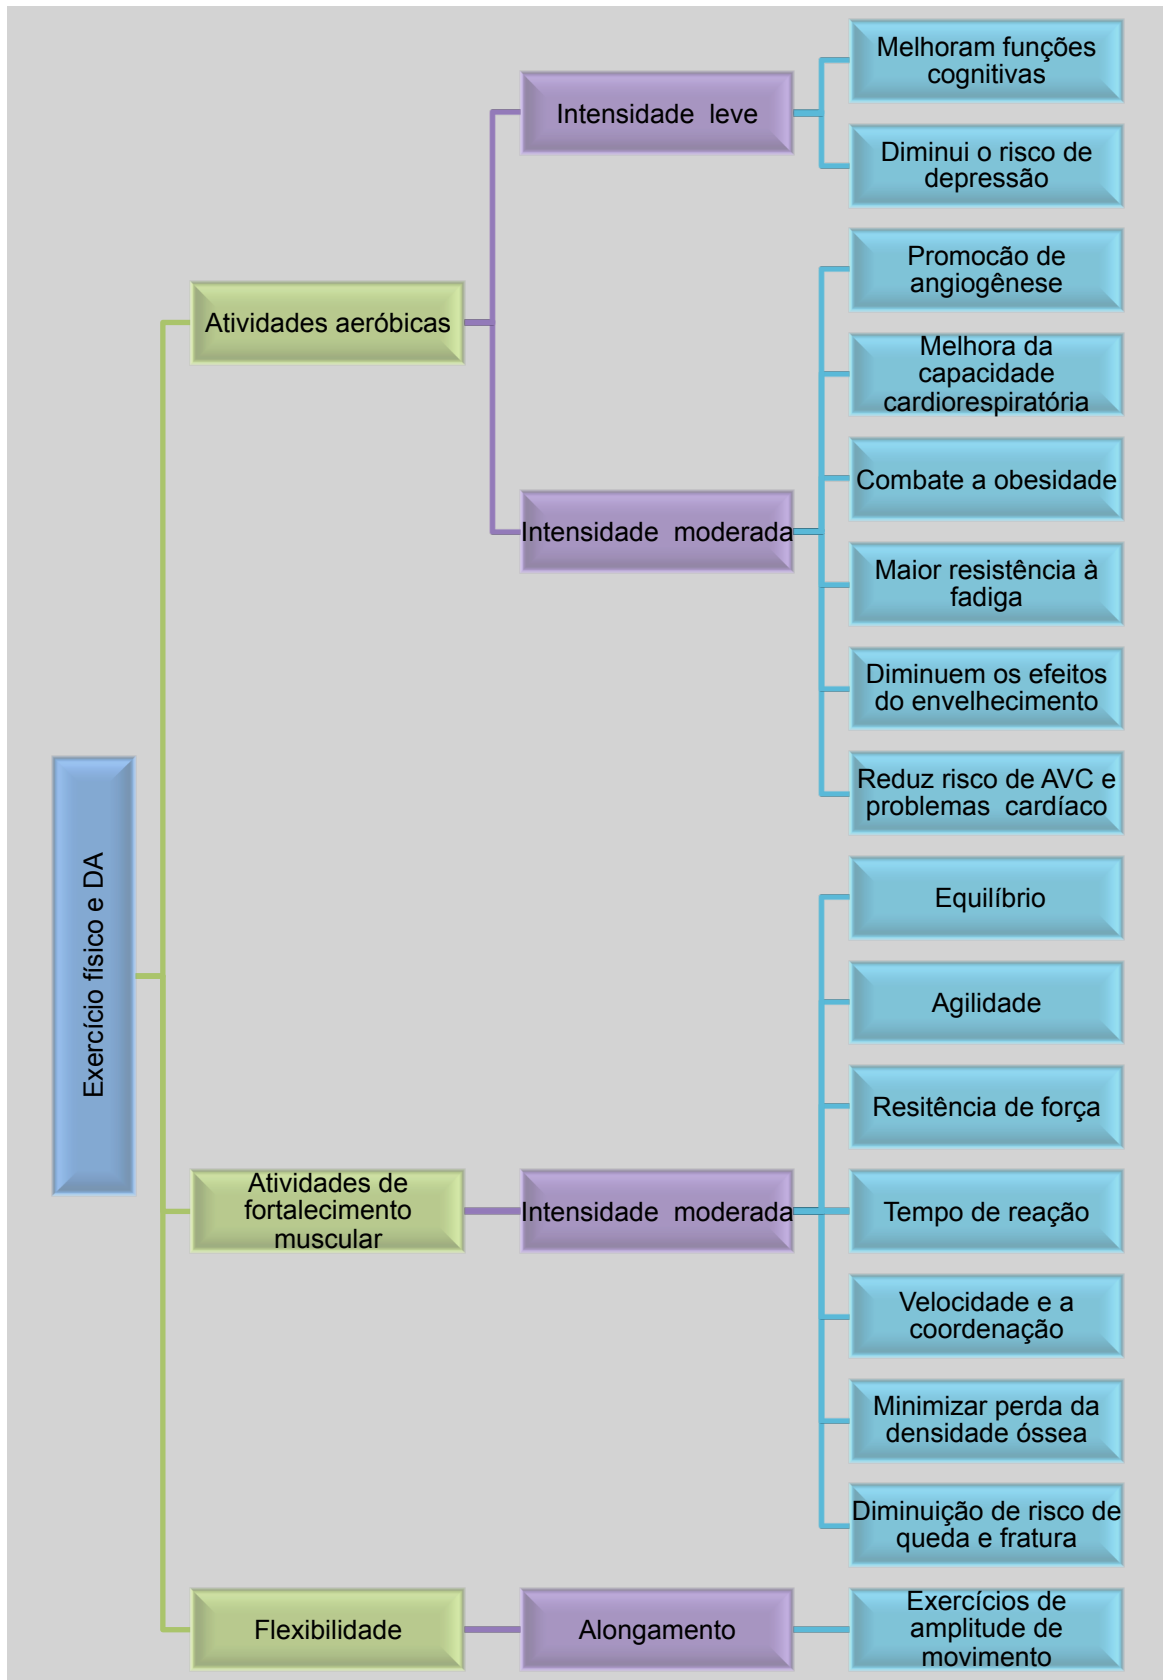 Exercício físico e DA
Atividades aeróbicas
Intensidade leve
Melhoram funções
cognitivas
Diminui o risco de
depressão
Intensidade moderada
Promocão de
angiogênese
Melhora da
capacidade
cardiorespiratória
Combate a obesidade
Maior resistência à
fadiga
Diminuem os efeitos
do envelhecimento
Reduz risco de AVC e
problemas cardíaco
Atividades de
fortalecimento
muscular
Intensidade moderada
Equilíbrio
Agilidade
Resitência de força
Tempo de reação
Velocidade e a
coordenação
Minimizar perda da
densidade óssea
Diminuição de risco de
queda e fratura
Flexibilidade
Alongamento
Exercícios de
amplitude de
movimento